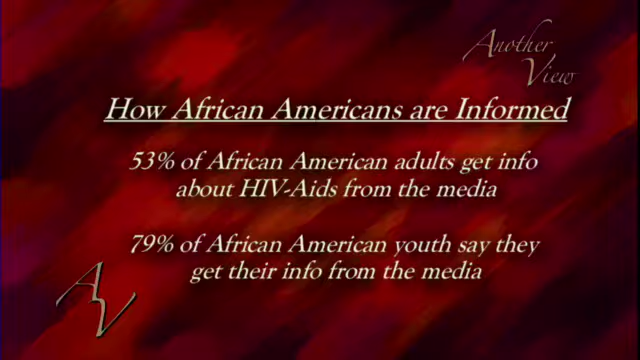 Another
View
How African Americans are Informed
53% of African American adults get info
about HIV-Aids from the media
79% of African American youth say they
get their info from the media
AV